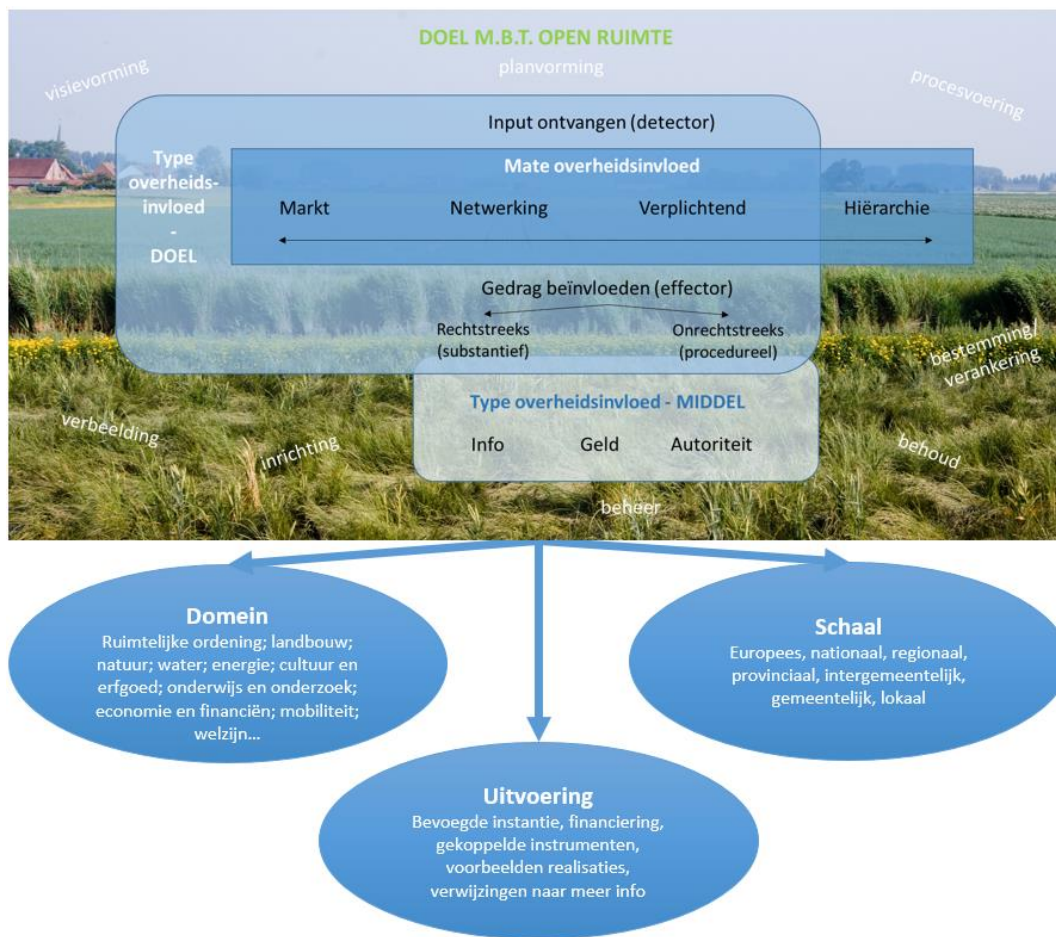 DOEL M.B.T. OPEN RUIMTE
planvorming
visievorming
procesvoering
Input ontvangen (detector)
Type
overheids-
invloed
-
DOEL
Mate overheidsinvloed
Markt Netwerking Verplichtend Hiërarchie
Gedrag beïnvloeden (effector)
Rechtstreeks
(substantief)
Onrechtstreeks
(procedureel)
bestemming/
verankering
Type overheidsinvloed - MIDDEL
Info Geld Autoriteit
verbeelding
inrichting
beheer
behoud
Domein
Ruimtelijke ordening; landbouw;
natuur; water; energie; cultuur en
erfgoed; onderwijs en onderzoek;
economie en financiën; mobiliteit;
welzijn...
Schaal
Europees, nationaal, regionaal,
provinciaal, intergemeentelijk,
gemeentelijk, lokaal
Uitvoering
Bevoegde instantie, financiering,
gekoppelde instrumenten,
voorbeelden realisaties,
verwijzingen naar meer info